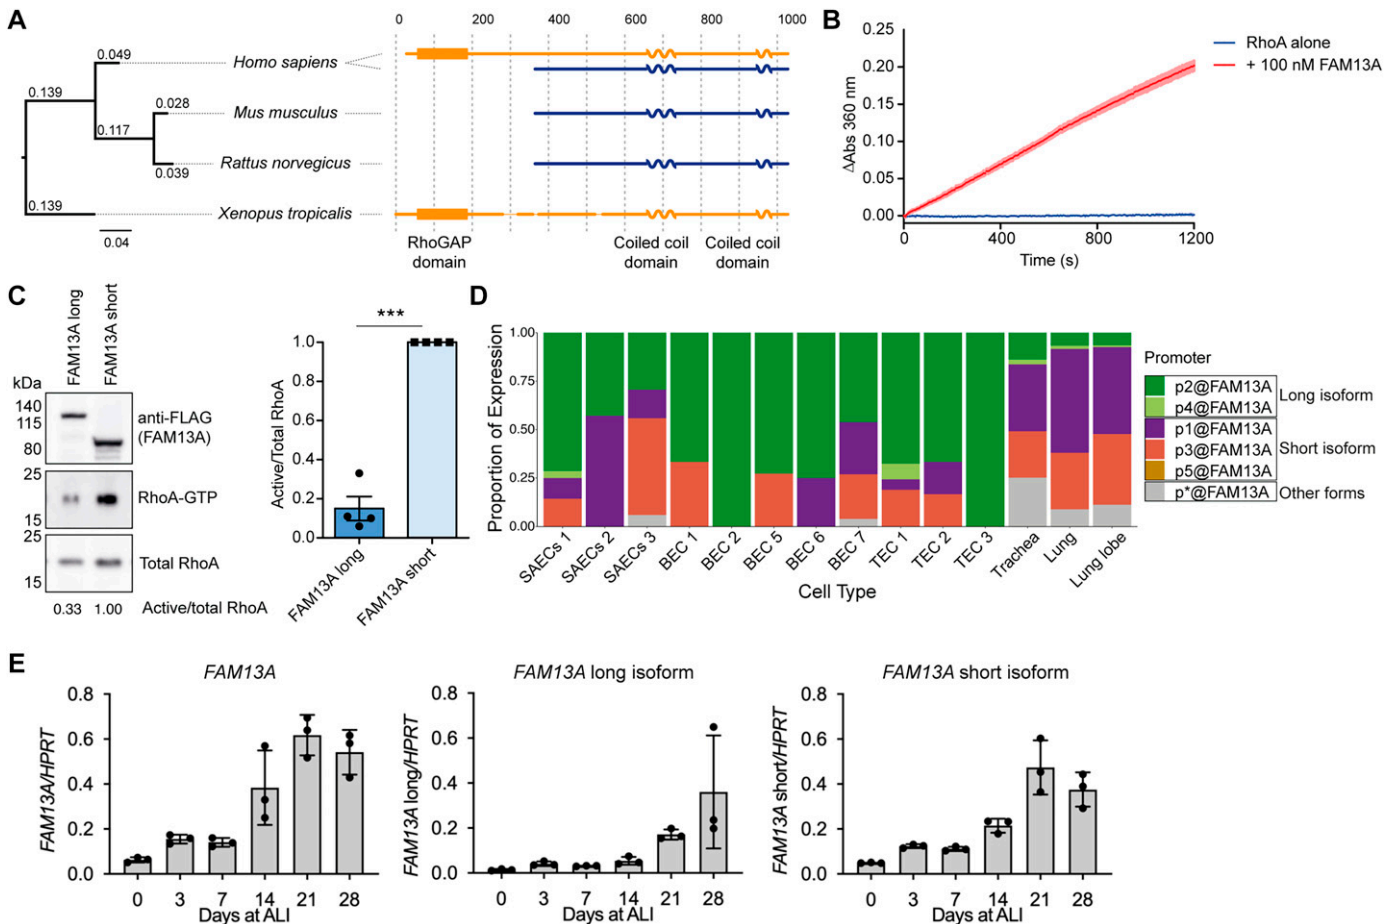 A
0 200 400 600 800 1000
0.049
Homo sapiens
0.139
0.028
Mus musculus
0.117
Rattus norvegicus
0.039
0.139
Xenopus tropicalis
0.04
RhoGAP domain
Coiled coil domain
Coiled coil domain
B
RhoA alone
+ 100 nM FAM13A
ΔAbs 360 nm
0.20
0.15
0.10
0.05
0.00
0 400 800 1200
Time (s)
C
FAM13A long
FAM13A short
kDa
140
115
80
anti-FLAG
(FAM13A)
25
15
RhoA-GTP
25
15
Total RhoA
0.33 1.00 Active/total RhoA
***
Active/Total RhoA
1.0
0.8
0.6
0.4
0.2
0.0
FAM13A long
FAM13A short
D
Proportion of Expression
1.00
0.75
0.50
0.25
0.00
SAECs 1
SAECs 2
SAECs 3
BEC 1
BEC 2
BEC 5
BEC 6
BEC 7
TEC 1
TEC 2
TEC 3
Trachea
Lung
Lung lobe
Cell Type
Promoter
p2@FAM13A
p4@FAM13A
Long isoform
p1@FAM13A
p3@FAM13A
p5@FAM13A
Short isoform
p*@FAM13A
Other forms
E
FAM13A
FAM13A/HPRT
0.8
0.6
0.4
0.2
0.0
0 3 7 14 21 28
Days at ALI
FAM13A long isoform
FAM13A long/HPRT
0.8
0.6
0.4
0.2
0.0
0 3 7 14 21 28
Days at ALI
FAM13A short isoform
FAM13A short/HPRT
0.8
0.6
0.4
0.2
0.0
0 3 7 14 21 28
Days at ALI